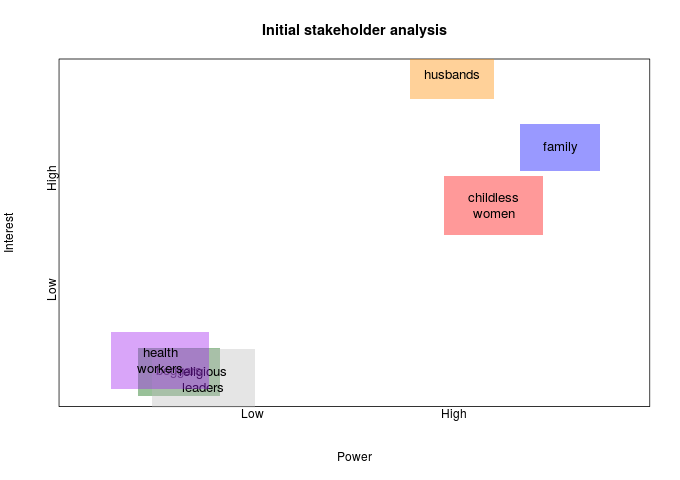 Initial stakeholder analysis
husbands
family
High
childless
women
Interest
Low
health
workers
religious
leaders
Low
High
Power